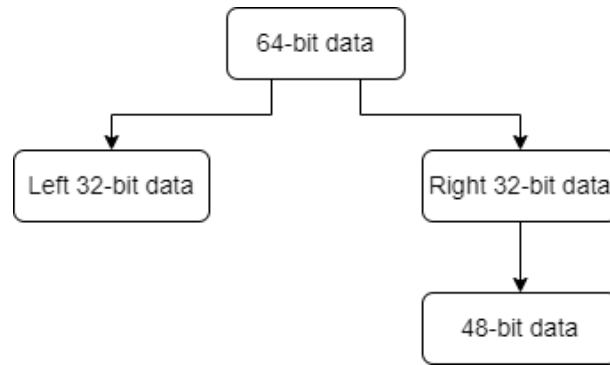 64-bit data
Left 32-bit data
Right 32-bit data
48-bit data